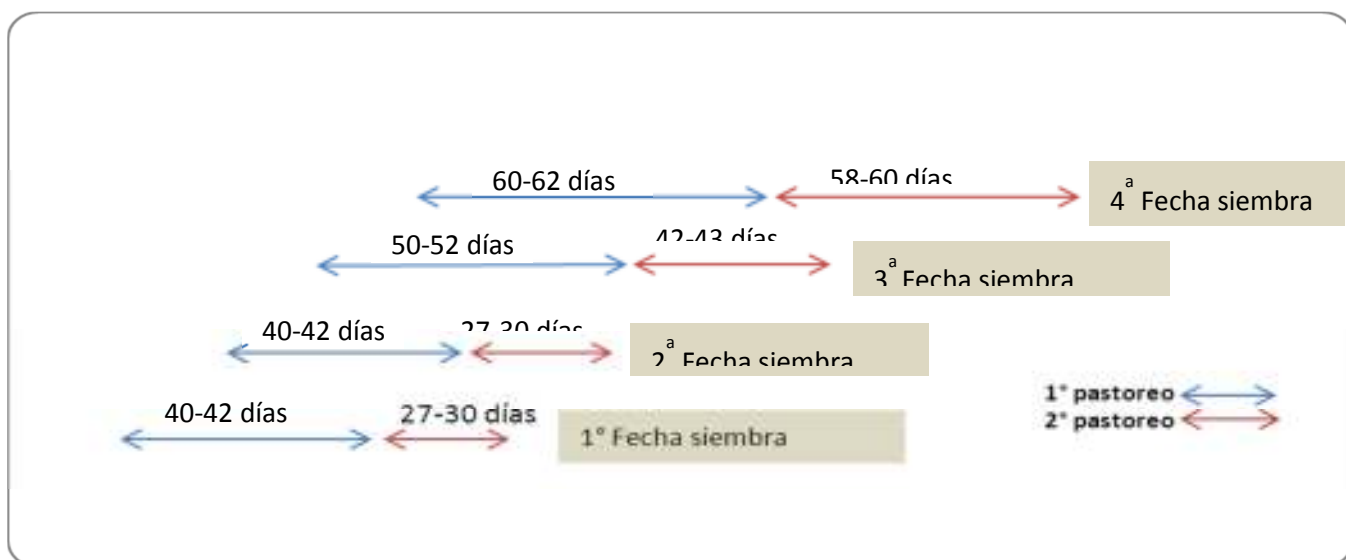 60-62 días
58-60 días
4ª Fecha siembra
50-52 días
42-43 días
3ª Fecha siembra
40-42 días
27-30 días
2ª Fecha siembra
1° pastoreo
2° pastoreo
40-42 días
27-30 días
1° Fecha siembra